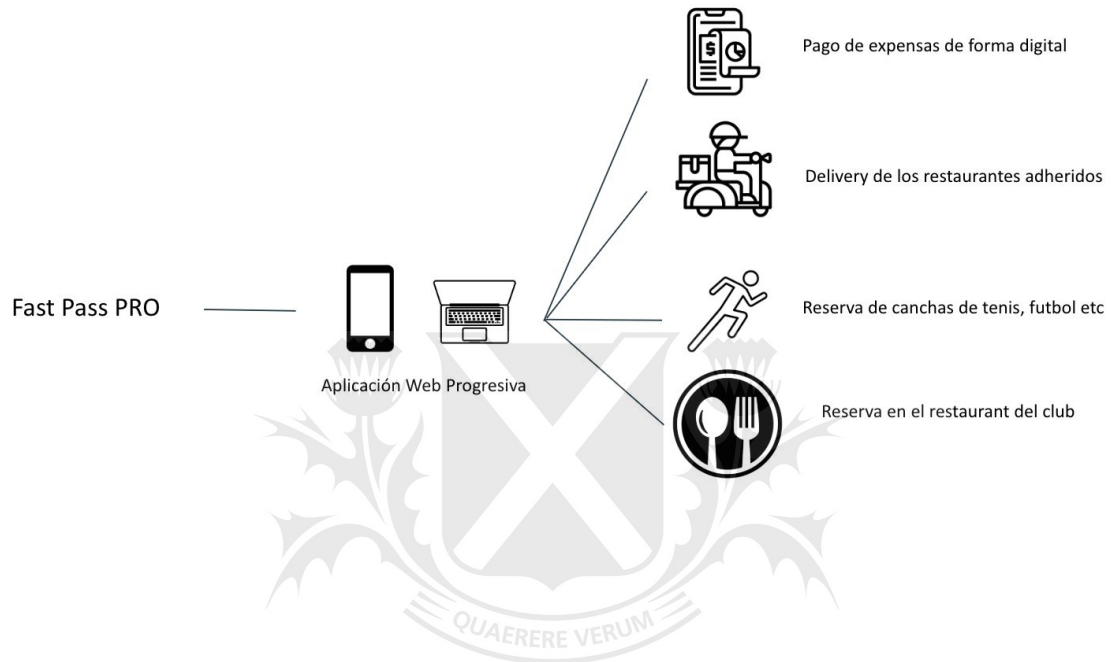 Pago de expensas de forma digital
Delivery de los restaurantes adheridos
Fast Pass PRO
Reserva de canchas de tenis, futbol etc
Aplicación Web Progresiva
Reserva en el restaurant del club
QUAERERE VERUM